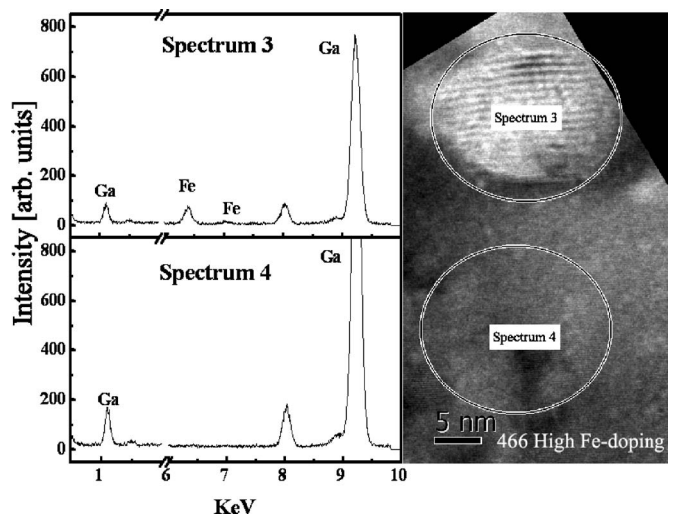 Spectrum 3
Ga
Ga
Fe
Fe
800
600
400
200
0
Spectrum 4
Ga
Ga
800
600
400
200
0
1
6
7
8
9
10
Intensity [arb. units]
KeV
Spectrum 3
Spectrum 4
5 nm
466 High Fe-doping